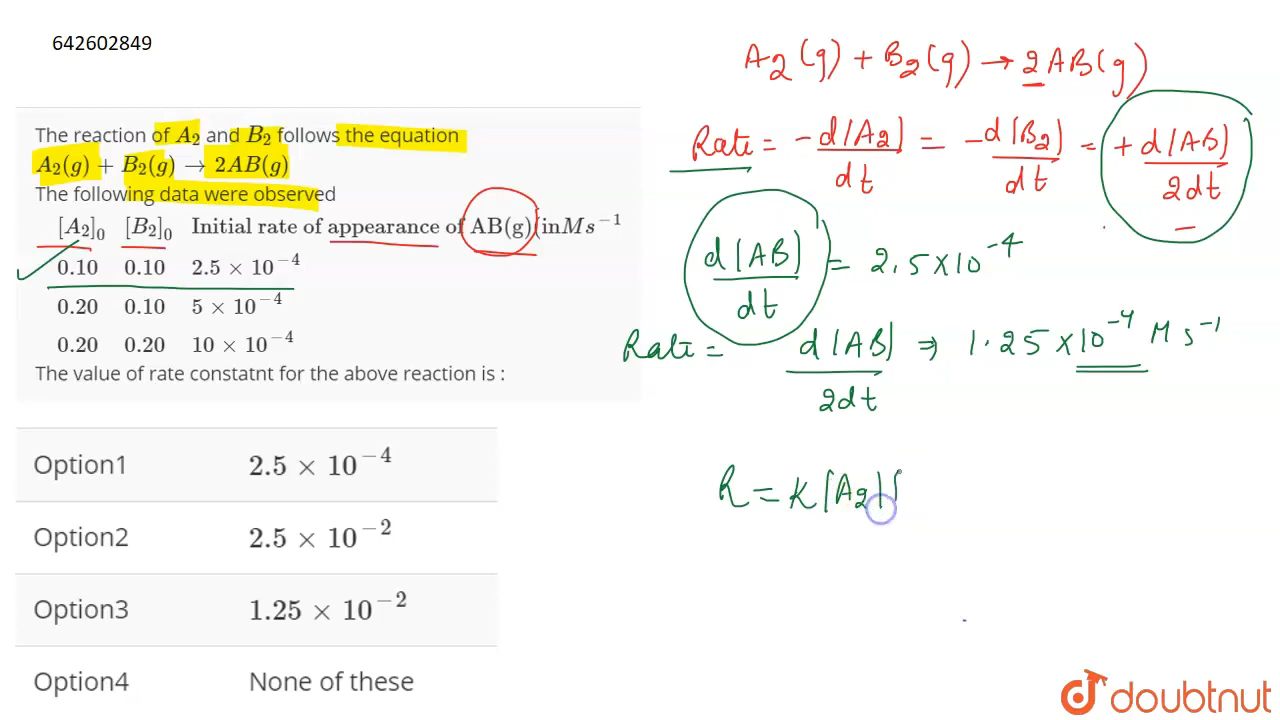 642602849
The reaction of A₂ and B₂ follows the equation
A₂(g) + B₂(g) → 2AB(g)
The following data were observed
[A₂]₀ [B₂]₀ Initial rate of appearance of AB(g) (inMs⁻¹
0.10 0.10 2.5 × 10⁻⁴
0.20 0.10 5 × 10⁻⁴
0.20 0.20 10 × 10⁻⁴
The value of rate constatnt for the above reaction is :
Option1 2.5 × 10⁻⁴
Option2 2.5 × 10⁻²
Option3 1.25 × 10⁻²
Option4 None of these
A₂(g) + B₂(g) → 2AB(g)
Rate = -d[A₂]/dt = -d[B₂]/dt = +d[AB]/2dt
d[AB]/dt = 2.5×10⁻⁴
Rate = d[AB]/2dt ⇒ 1.25×10⁻⁴ M s⁻¹
R = K[A₂][
doubtnut